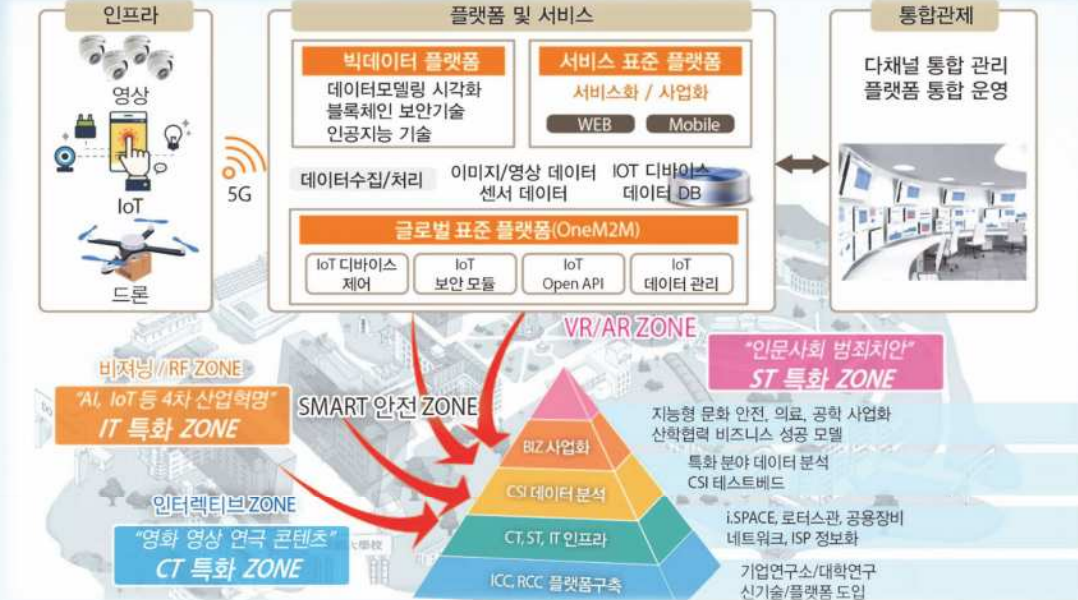 인프라
영상
IoT
드론
5G
플랫폼 및 서비스
빅데이터 플랫폼
데이터모델링 시각화
블록체인 보안기술
인공지능 기술
서비스 표준 플랫폼
서비스화 / 사업화
WEB
Mobile
데이터수집/처리
이미지/영상 데이터
센서 데이터
IOT 디바이스
데이터 DB
글로벌 표준 플랫폼(OneM2M)
IoT 디바이스
제어
IoT
보안 모듈
IoT
Open API
IoT
데이터 관리
통합관제
다채널 통합 관리
플랫폼 통합 운영
VR/AR ZONE
"인문사회 범죄치안"
ST 특화 ZONE
비젼닝 / RF ZONE
"AI, IoT 등 4차 산업혁명"
IT 특화 ZONE
SMART 안전 ZONE
인터렉티브 ZONE
"영화 영상 연극 콘텐츠"
CT 특화 ZONE
BIZ 사업화
CSI 데이터 분석
CT, ST, IT 인프라
ICC, RCC 플랫폼구축
지능형 문화 안전, 의료, 공학 사업화
산학협력 비즈니스 성공 모델
특화 분야 데이터 분석
CSI 테스트베드
i.SPACE, 로터스관, 공용장비
네트워크, ISP 정보화
기업연구소/대학연구
신기술/플랫폼 도입